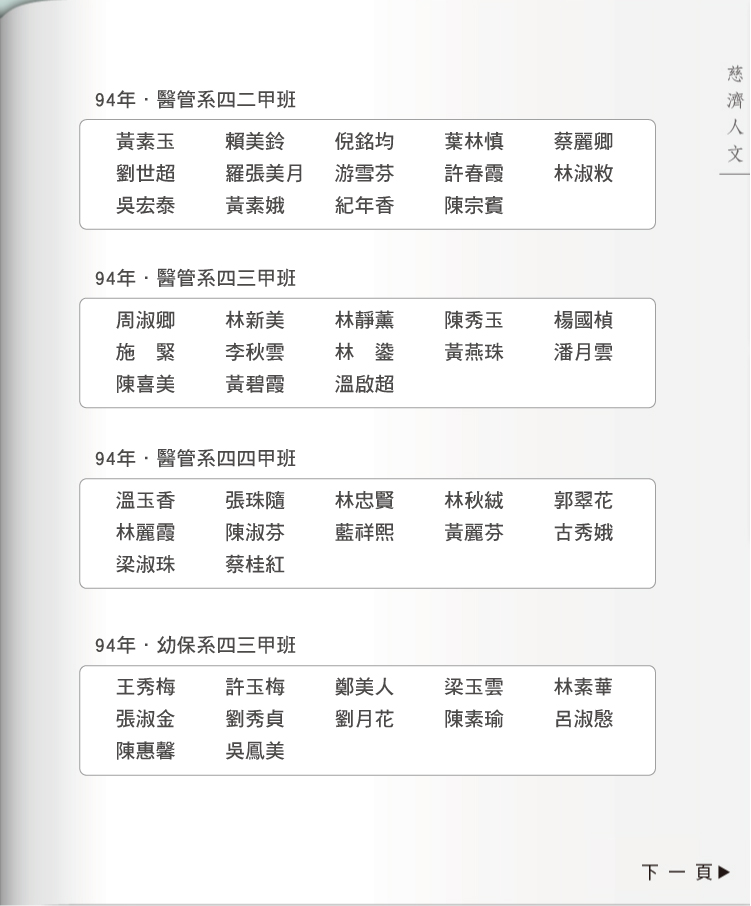 慈濟人文
94年．醫管系四二甲班
黃素玉 賴美鈴 倪銘均 葉林慎 蔡麗卿
劉世超 羅張美月 游雪芬 許春霞 林淑敉
吳宏泰 黃素娥 紀年香 陳宗賓
94年．醫管系四三甲班
周淑卿 林新美 林靜薰 陳秀玉 楊國楨
施　緊 李秋雲 林　鍌 黃燕珠 潘月雲
陳喜美 黃碧霞 溫啟超
94年．醫管系四四甲班
溫玉香 張珠隨 林忠賢 林秋絨 郭翠花
林麗霞 陳淑芬 藍祥熙 黃麗芬 古秀娥
梁淑珠 蔡桂紅
94年．幼保系四三甲班
王秀梅 許玉梅 鄭美人 梁玉雲 林素華
張淑金 劉秀貞 劉月花 陳素瑜 呂淑慇
陳惠馨 吳鳳美
下一頁▶